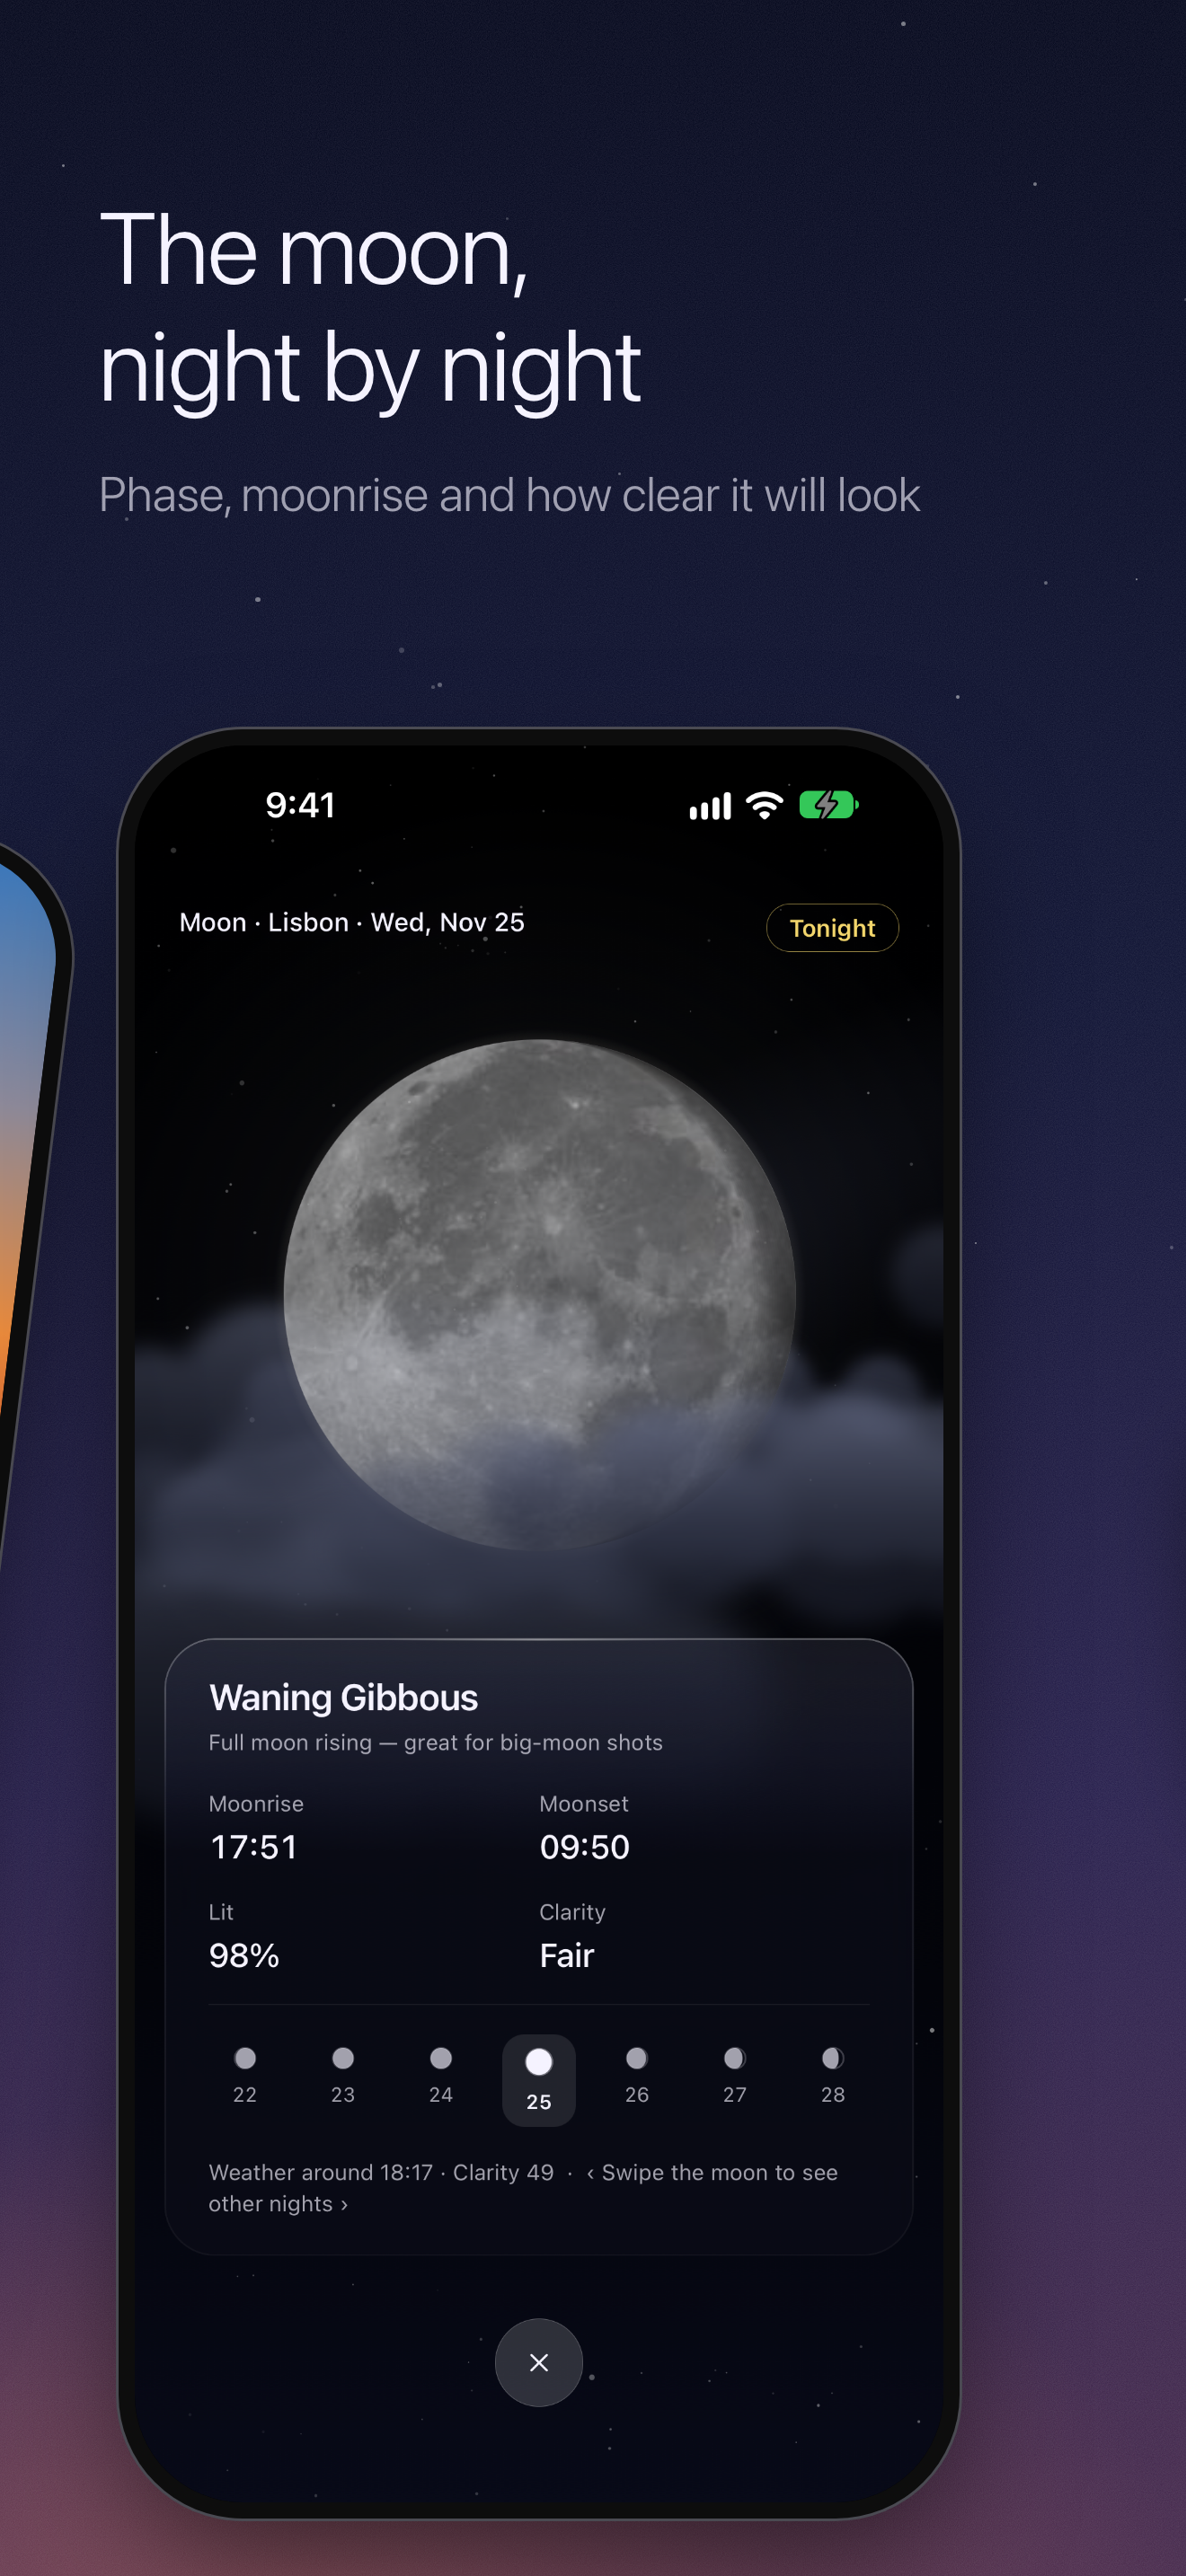 The moon,
night by night
Phase, moonrise and how clear it will look
9:41
Moon · Lisbon · Wed, Nov 25
Tonight
Waning Gibbous
Full moon rising — great for big-moon shots
Moonrise
Moonset
17:51
09:50
Lit
Clarity
98%
Fair
22 23 24 25 26 27 28
Weather around 18:17 · Clarity 49 · ‹ Swipe the moon to see
other nights ›